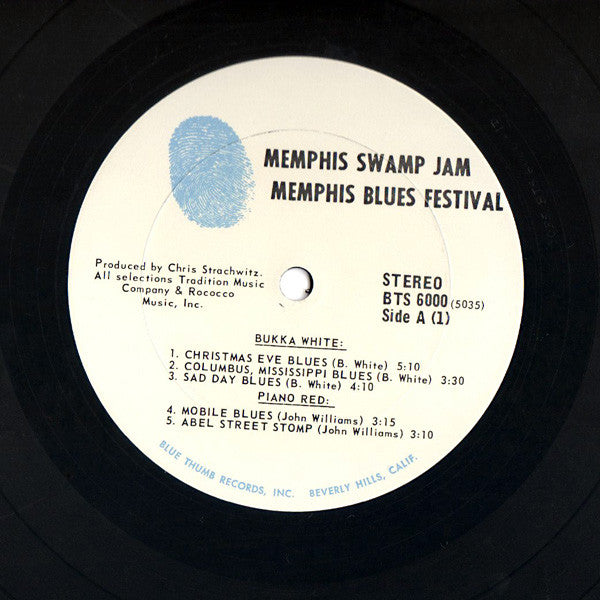 MEMPHIS SWAMP JAM
MEMPHIS BLUES FESTIVAL
Produced by Chris Strachwitz.
All selections Tradition Music
Company & Rococco
Music, Inc.
STEREO
BTS 6000 (5035)
Side A (1)
BUKKA WHITE:
1. CHRISTMAS EVE BLUES (B. White) 5:10
2. COLUMBUS, MISSISSIPPI BLUES (B. White) 3:30
3. SAD DAY BLUES (B. White) 4:10
PIANO RED:
4. MOBILE BLUES (John Williams) 3:15
5. ABEL STREET STOMP (John Williams) 3:10
BLUE THUMB RECORDS, INC. BEVERLY HILLS, CALIF.